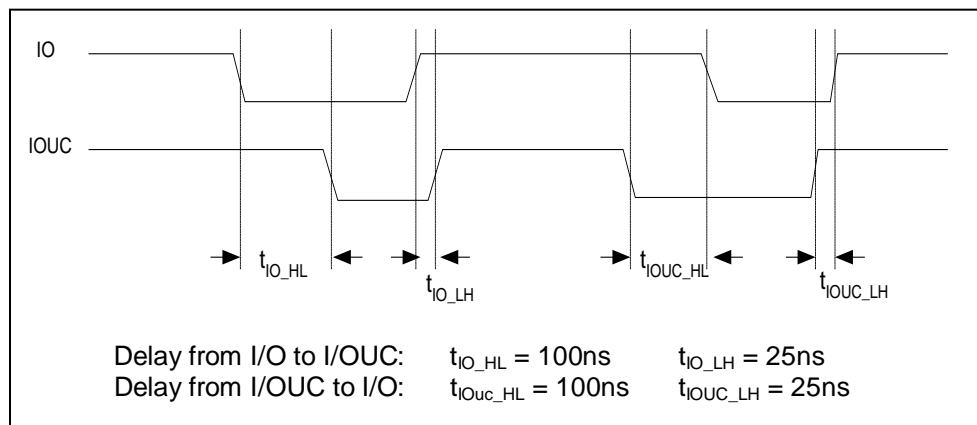 IO
IOUC
tIO_HL
tIO_LH
tIOUC_HL
tIOUC_LH
Delay from I/O to I/OUC: tIO_HL = 100ns tIO_LH = 25ns
Delay from I/OUC to I/O: tIOuc_HL = 100ns tIOUC_LH = 25ns